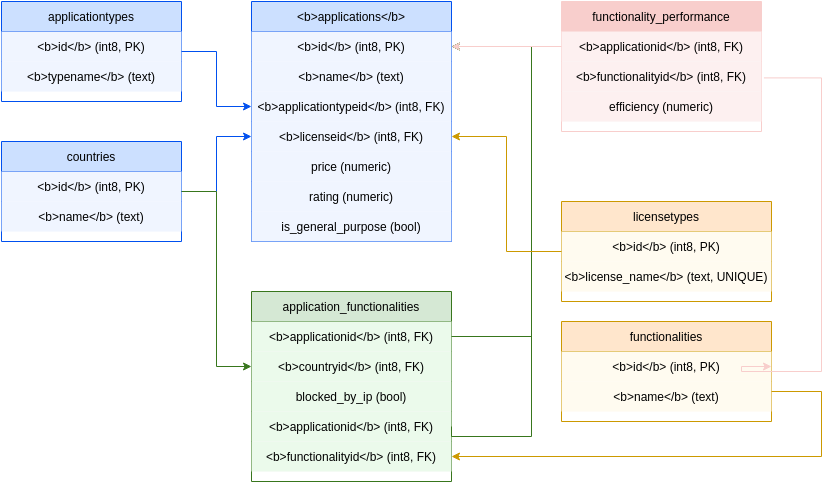 applicationtypes
<b>id</b> (int8, PK)
<b>typename</b> (text)
countries
<b>id</b> (int8, PK)
<b>name</b> (text)
<b>applications</b>
<b>id</b> (int8, PK)
<b>name</b> (text)
<b>applicationtypeid</b> (int8, FK)
<b>licenseid</b> (int8, FK)
price (numeric)
rating (numeric)
is_general_purpose (bool)
application_functionalities
<b>applicationid</b> (int8, FK)
<b>countryid</b> (int8, FK)
blocked_by_ip (bool)
<b>applicationid</b> (int8, FK)
<b>functionalityid</b> (int8, FK)
functionality_performance
<b>applicationid</b> (int8, FK)
<b>functionalityid</b> (int8, FK)
efficiency (numeric)
licensetypes
<b>id</b> (int8, PK)
<b>license_name</b> (text, UNIQUE)
functionalities
<b>id</b> (int8, PK)
<b>name</b> (text)